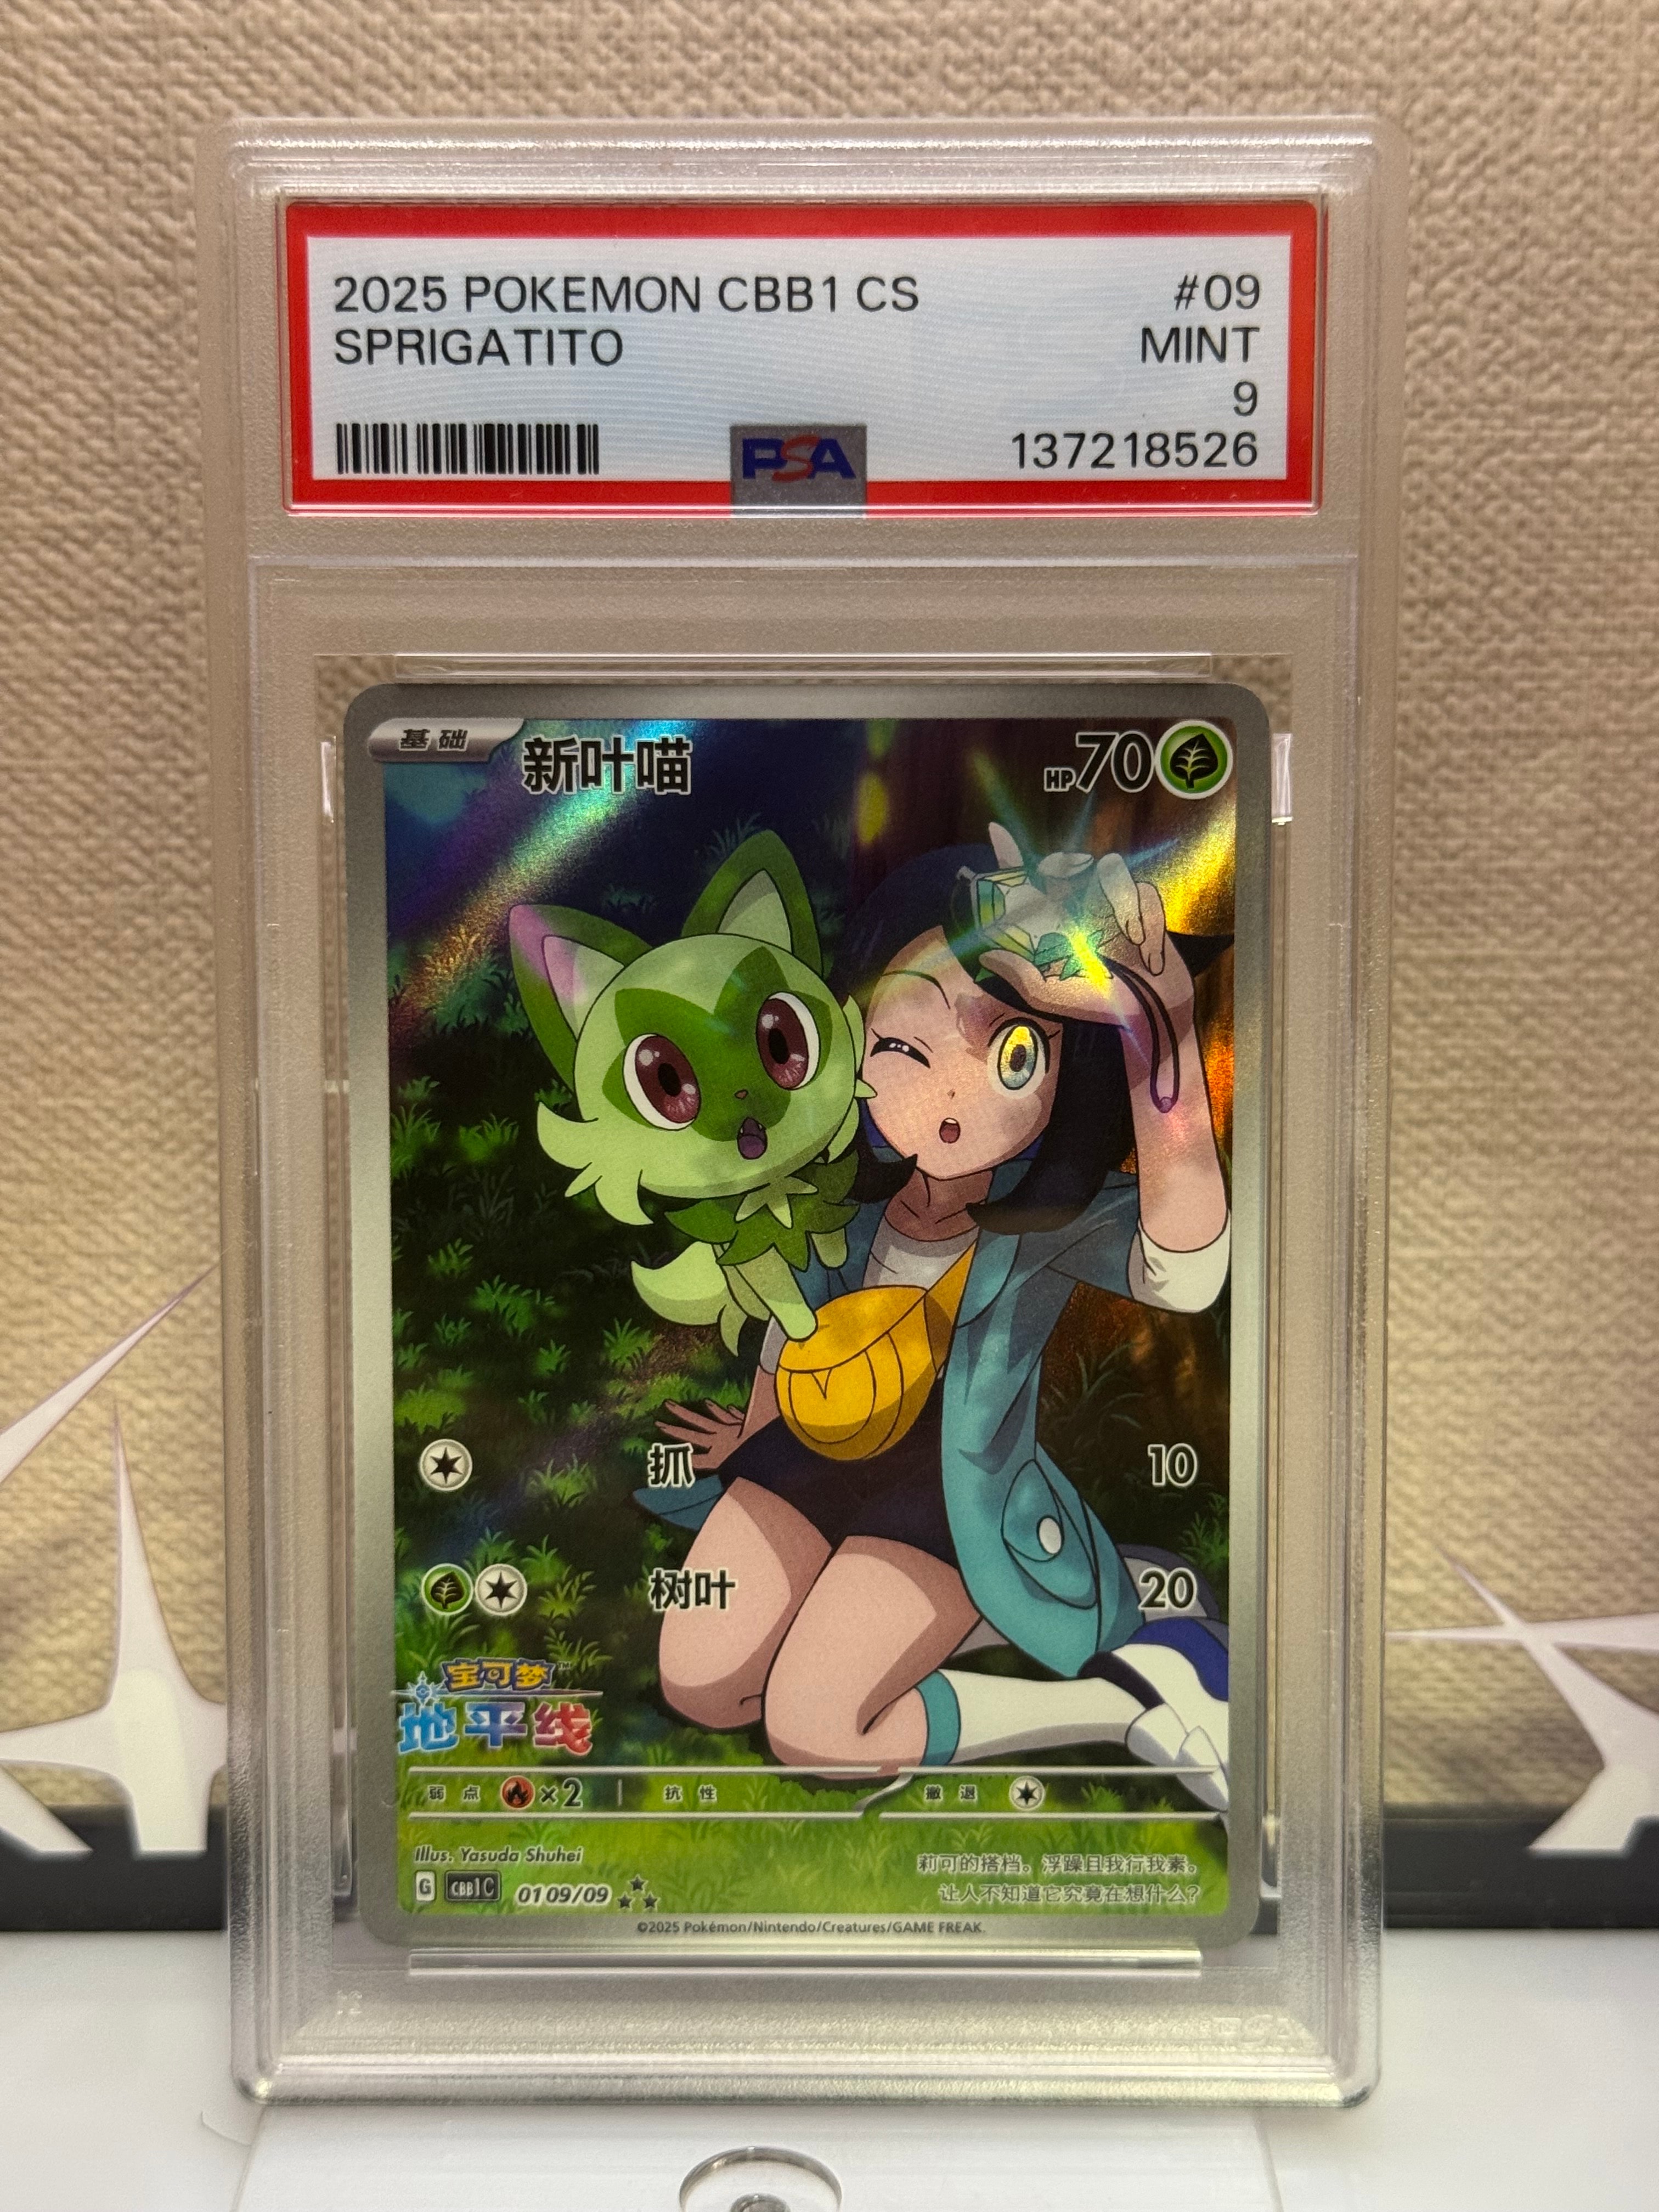 2025 POKEMON CBB1 CS #09
SPRIGATITO MINT
9
PSA 137218526
基础 新叶喵 HP70
抓 10
树叶 20
宝可梦™
地平线
弱点 ×2 抗性 撤退
Illus. Yasuda Shuhei
莉可的搭档。浮躁且我行我素。
让人不知道它究竟在想什么?
G CBB1C 01 09/09
©2025 Pokémon/Nintendo/Creatures/GAME FREAK.